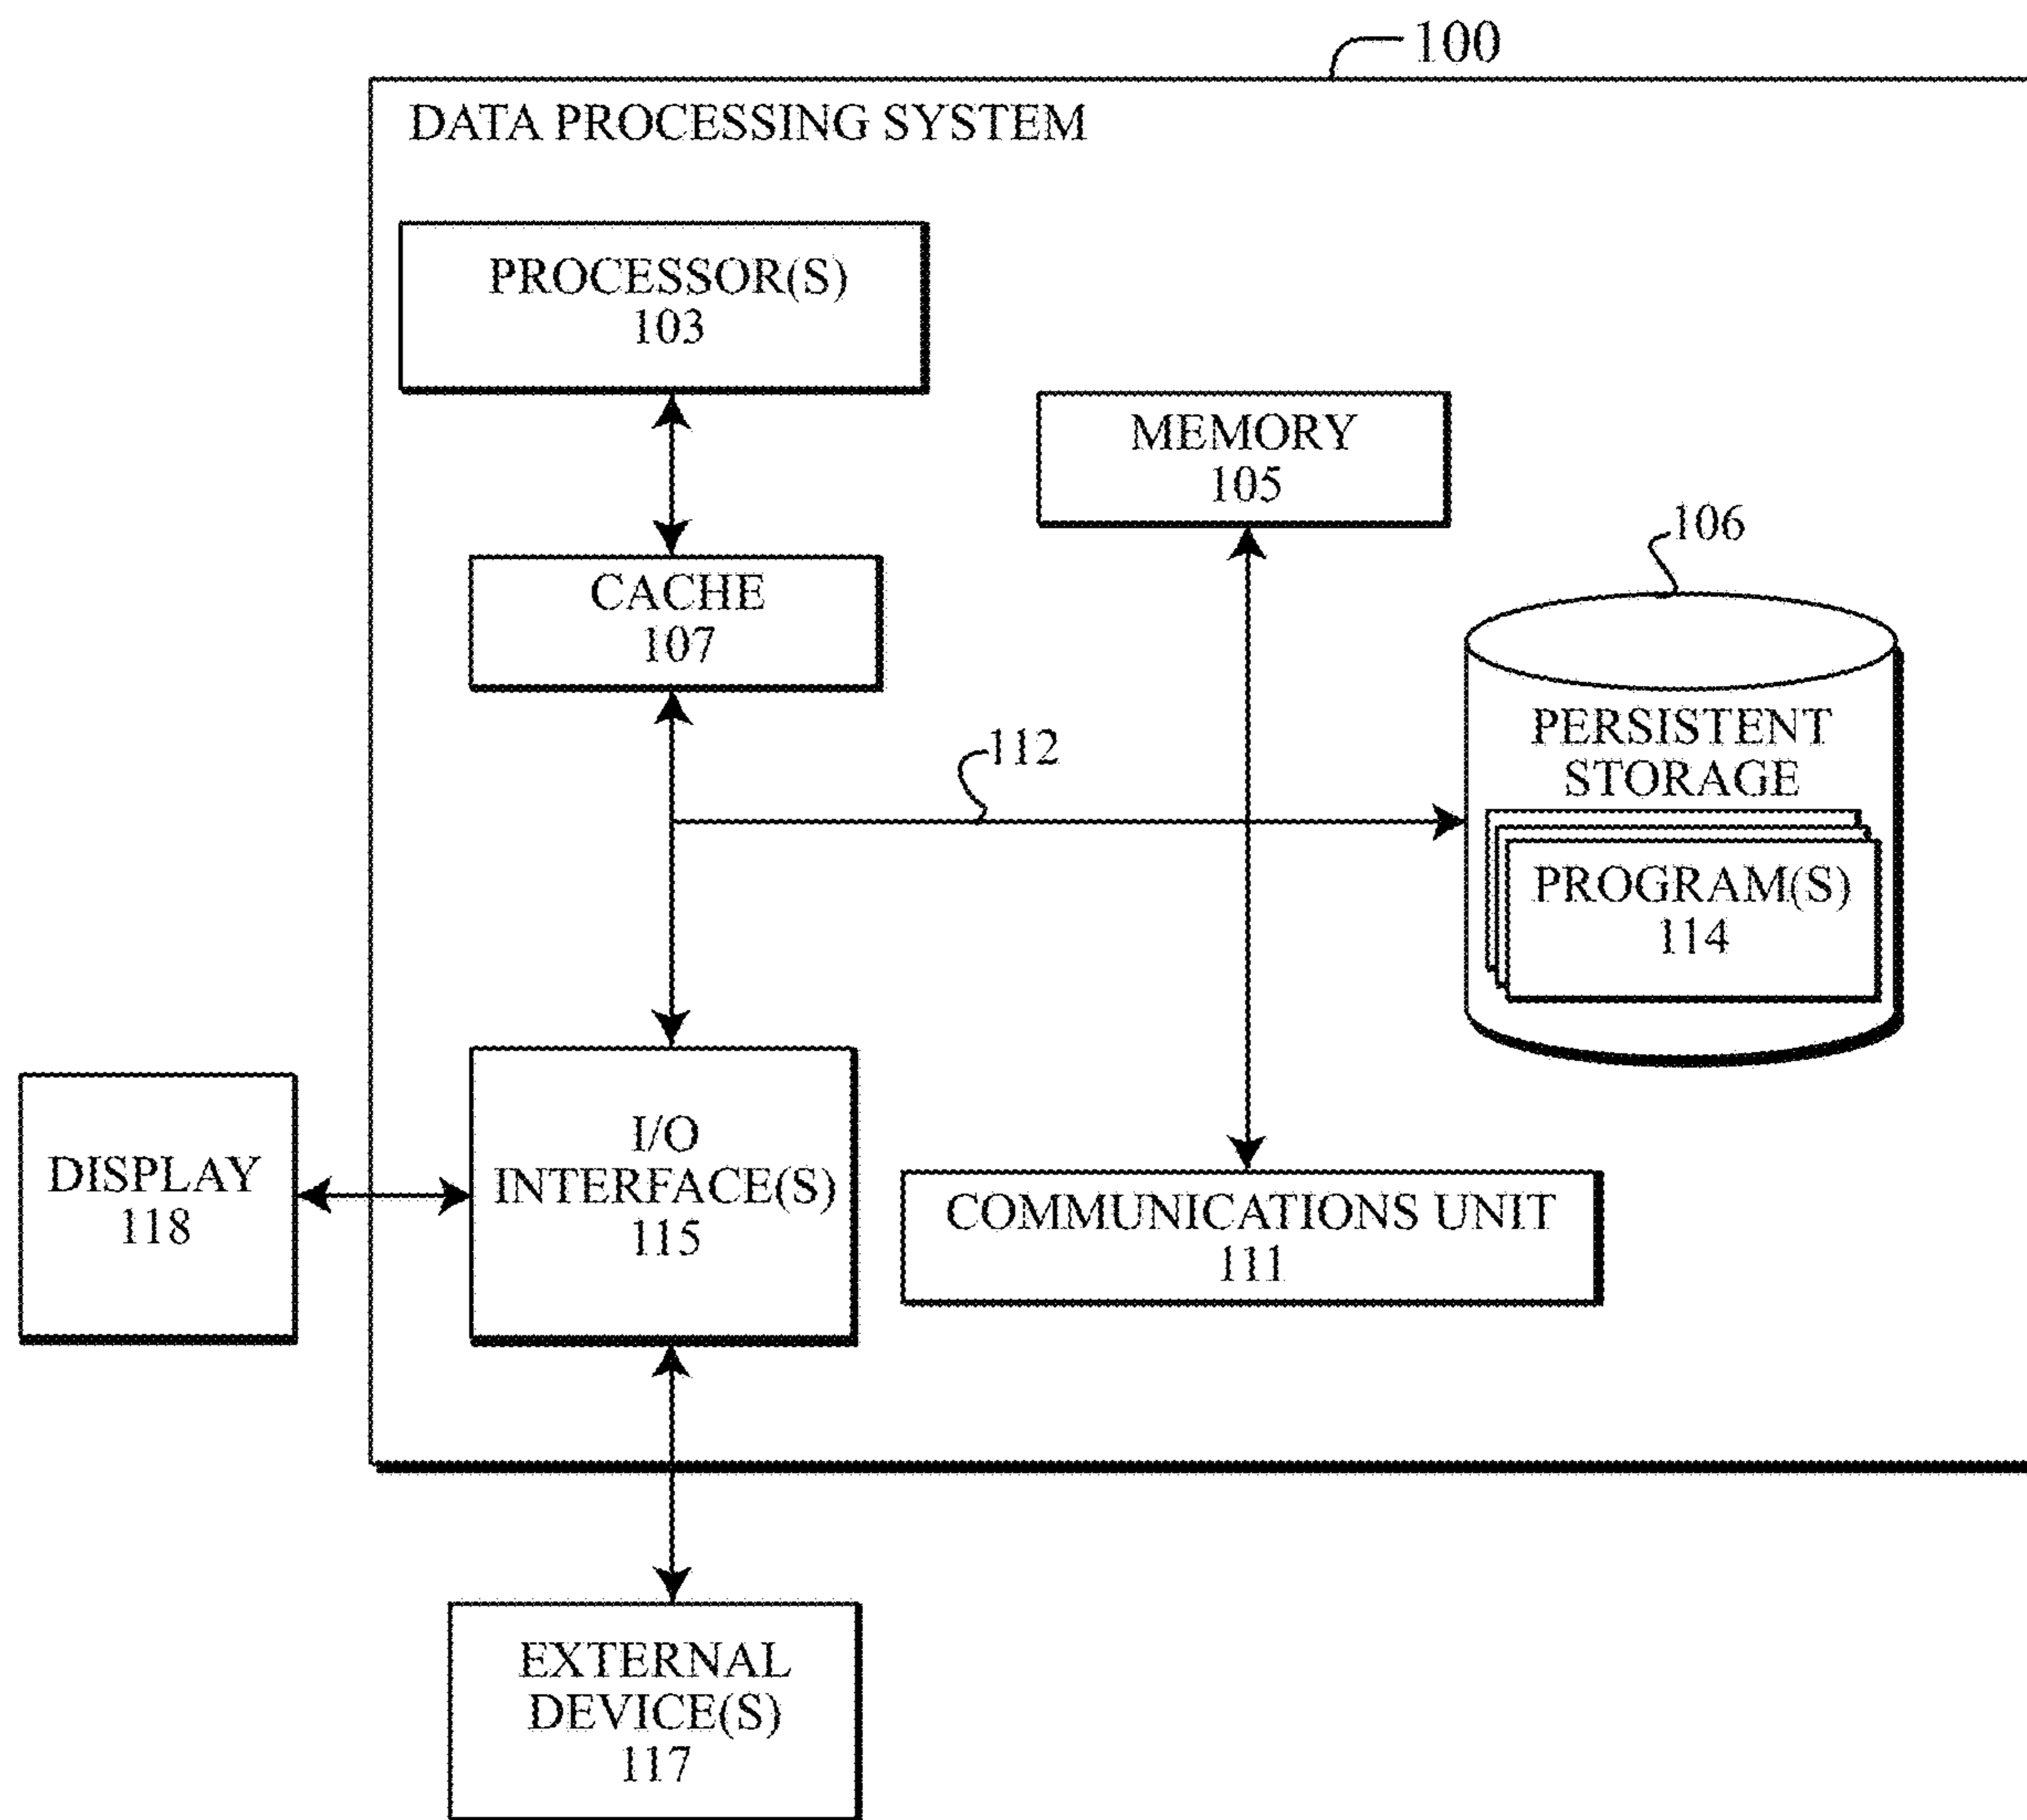 100
DATA PROCESSING SYSTEM
PROCESSOR(S)
103
MEMORY
105
106
CACHE
107
112
PERSISTENT
STORAGE
PROGRAM(S)
114
I/O
INTERFACE(S)
115
DISPLAY
118
COMMUNICATIONS UNIT
111
EXTERNAL
DEVICE(S)
117